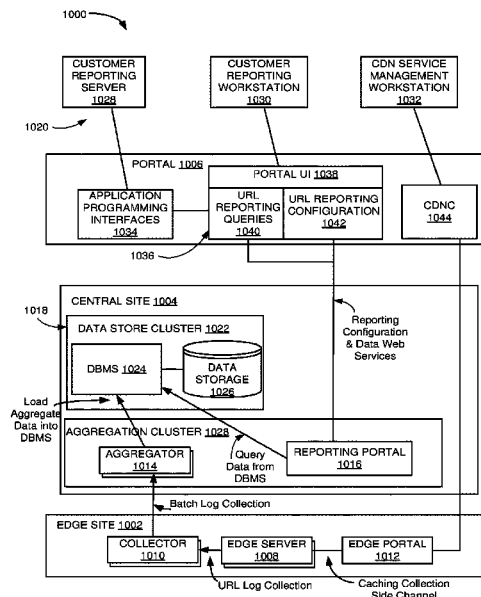 1000
CUSTOMER
REPORTING
SERVER
1028
CUSTOMER
REPORTING
WORKSTATION
1030
CDN SERVICE
MANAGEMENT
WORKSTATION
1032
1020
PORTAL 1006
PORTAL UI 1038
APPLICATION
PROGRAMMING
INTERFACES
1034
URL
REPORTING
QUERIES
1040
URL REPORTING
CONFIGURATION
1042
CDNC
1044
1036
1018
CENTRAL SITE 1004
Reporting
Configuration
& Data Web
Services
DATA STORE CLUSTER 1022
DBMS 1024
DATA
STORAGE
1026
Load
Aggregate
Data into
DBMS
AGGREGATION CLUSTER 1028
AGGREGATOR
1014
Query
Data from
DBMS
REPORTING PORTAL
1016
Batch Log Collection
EDGE SITE 1002
COLLECTOR
1010
EDGE SERVER
1008
EDGE PORTAL
1012
URL Log Collection
Caching Collection
Side Channel